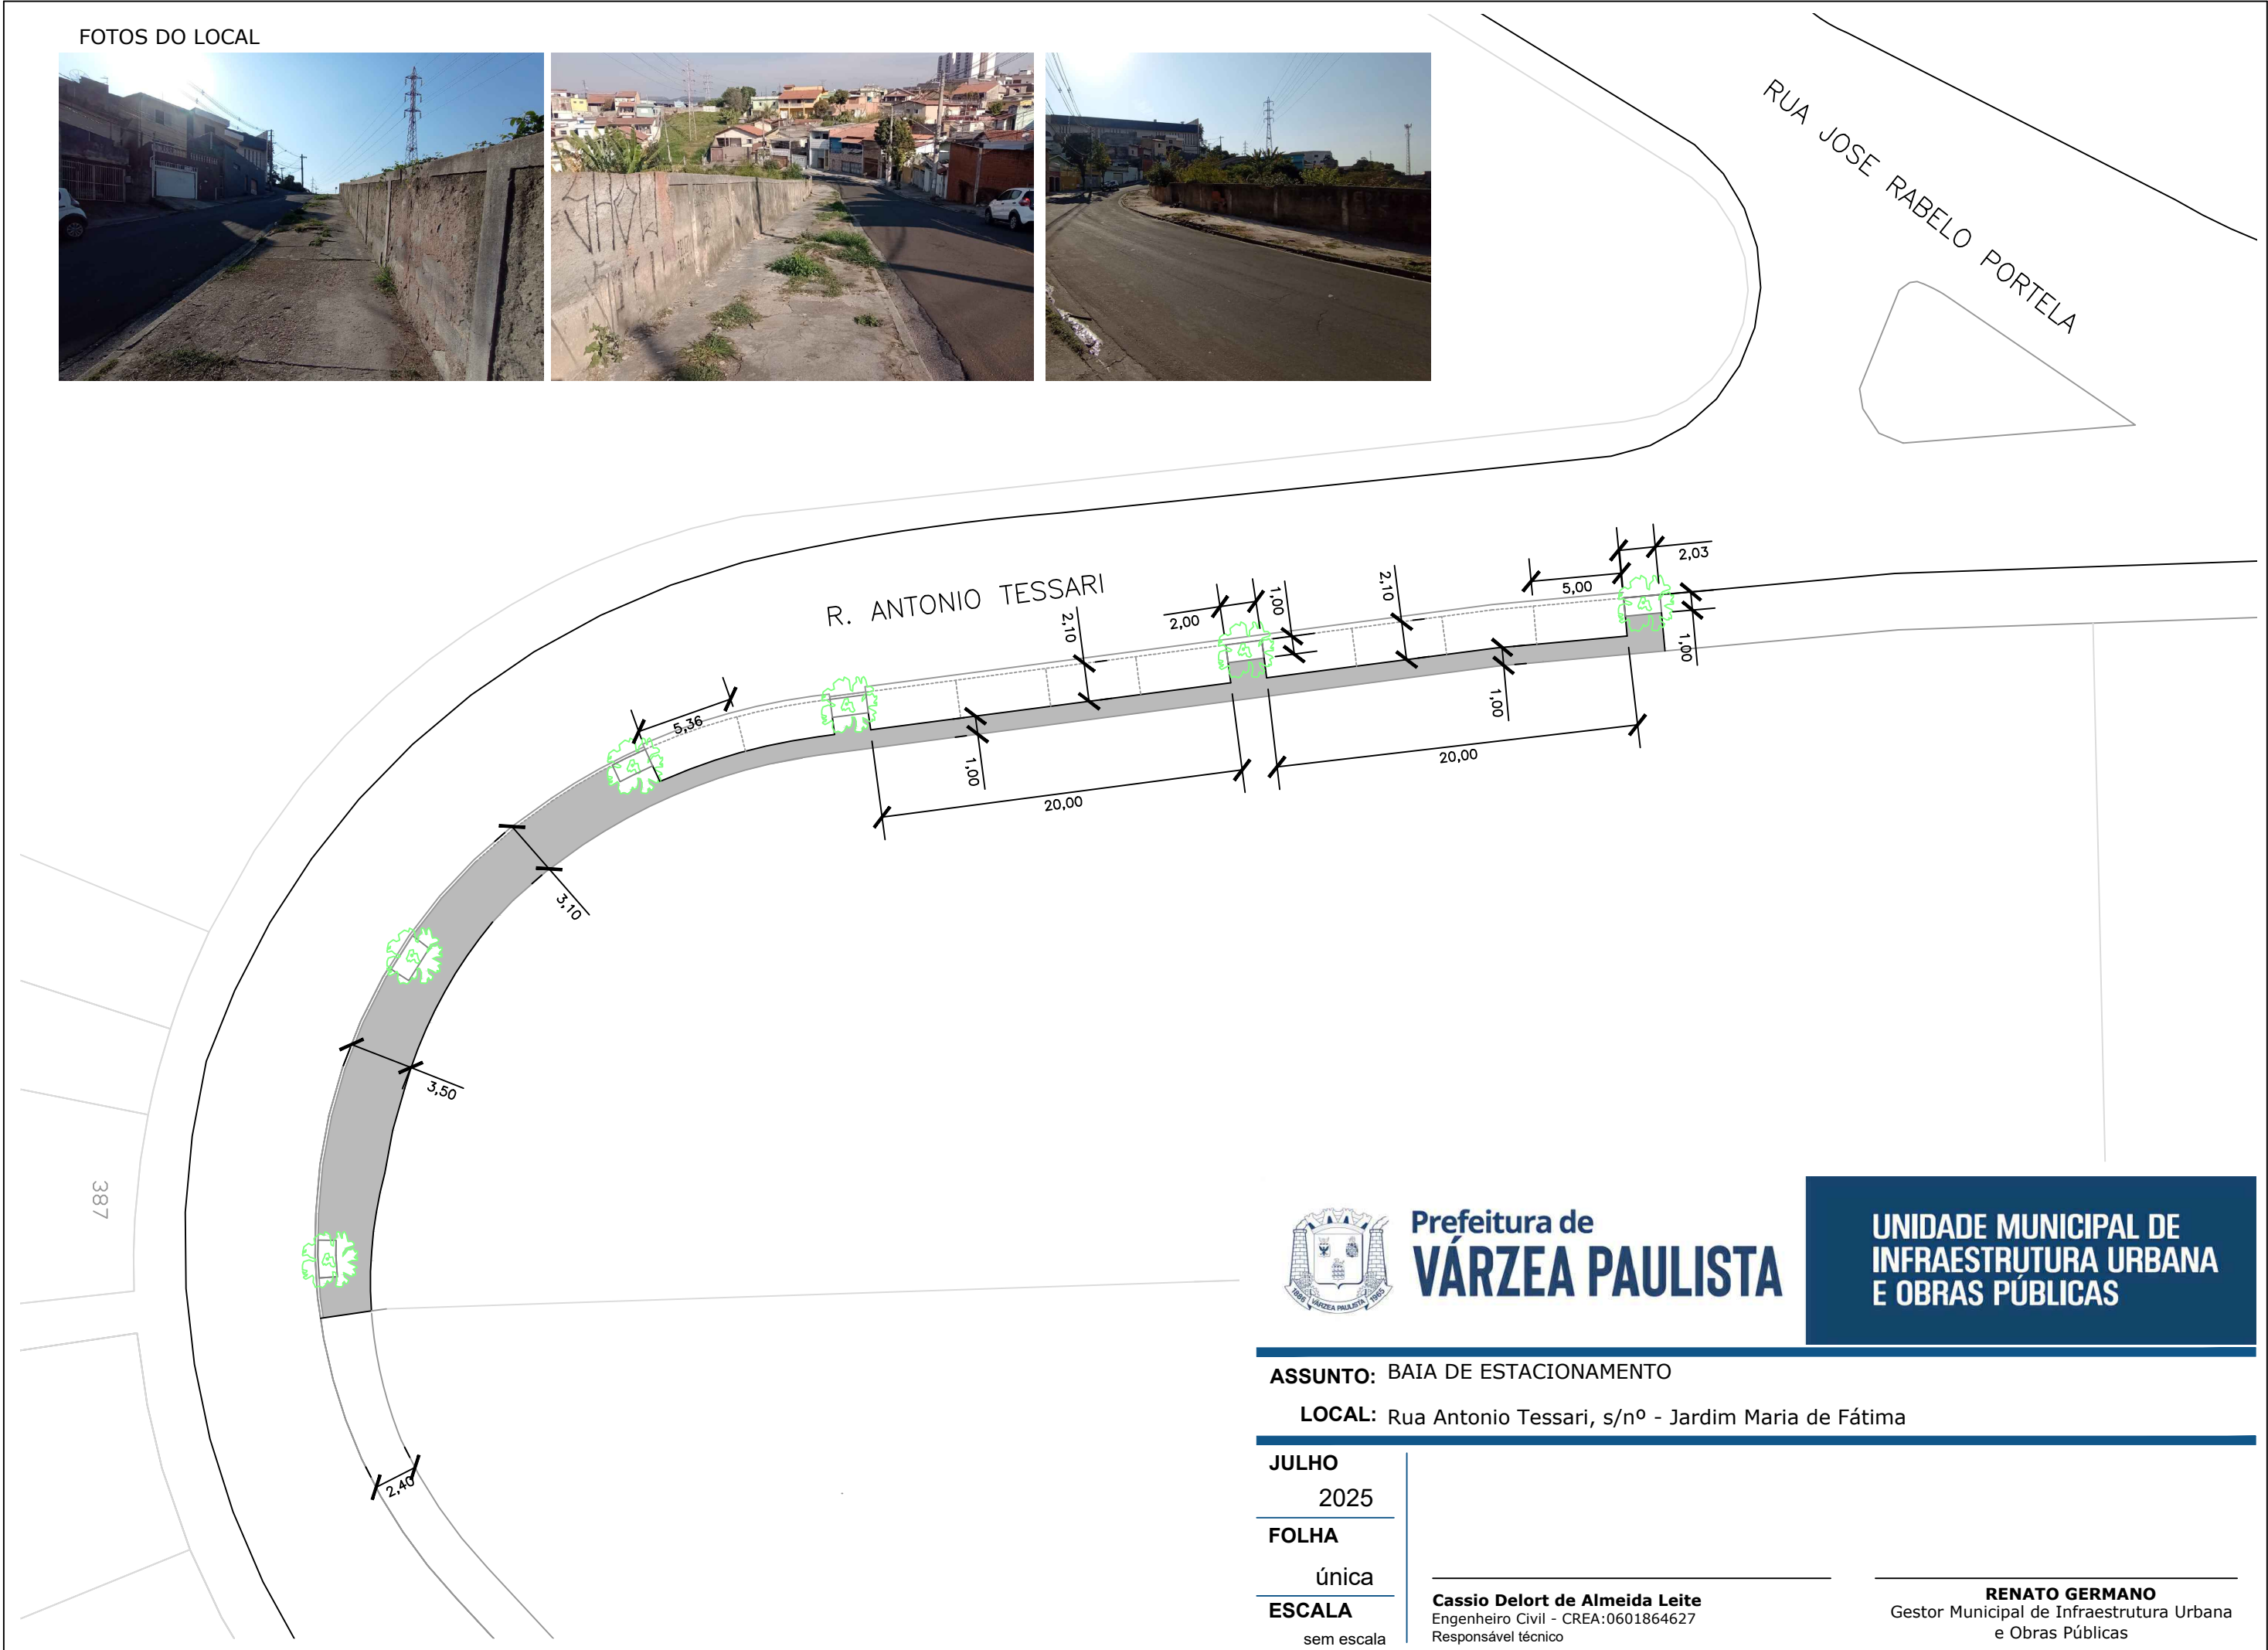 FOTOS DO LOCAL
RUA JOSE RABELO PORTELA
R. ANTONIO TESSARI
2,03
5,00
1,00
2,10
1,00
2,00
2,10
5,36
1,00
1,00
20,00
20,00
3,10
3,50
2,40
387
1886 VÁRZEA PAULISTA 1965
Prefeitura de
VÁRZEA PAULISTA
UNIDADE MUNICIPAL DE
INFRAESTRUTURA URBANA
E OBRAS PÚBLICAS
ASSUNTO: BAIA DE ESTACIONAMENTO
LOCAL: Rua Antonio Tessari, s/nº - Jardim Maria de Fátima
JULHO
2025
FOLHA
única
ESCALA
sem escala
Cassio Delort de Almeida Leite
Engenheiro Civil - CREA:0601864627
Responsável técnico
RENATO GERMANO
Gestor Municipal de Infraestrutura Urbana
e Obras Públicas